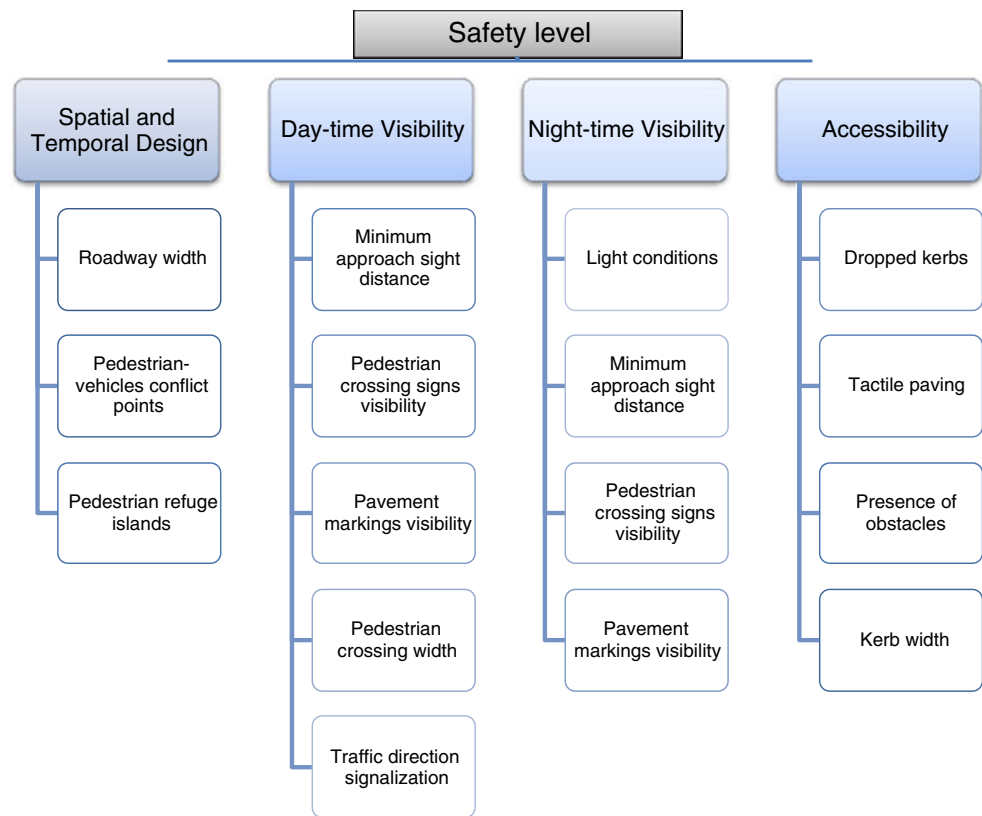 Safety level
Spatial and
Temporal Design
Roadway width
Pedestrian-
vehicles conflict
points
Pedestrian refuge
islands
Day-time Visibility
Minimum
approach sight
distance
Pedestrian
crossing signs
visibility
Pavement
markings visibility
Pedestrian
crossing width
Traffic direction
signalization
Night-time Visibility
Light conditions
Minimum
approach sight
distance
Pedestrian
crossing signs
visibility
Pavement
markings visibility
Accessibility
Dropped kerbs
Tactile paving
Presence of
obstacles
Kerb width